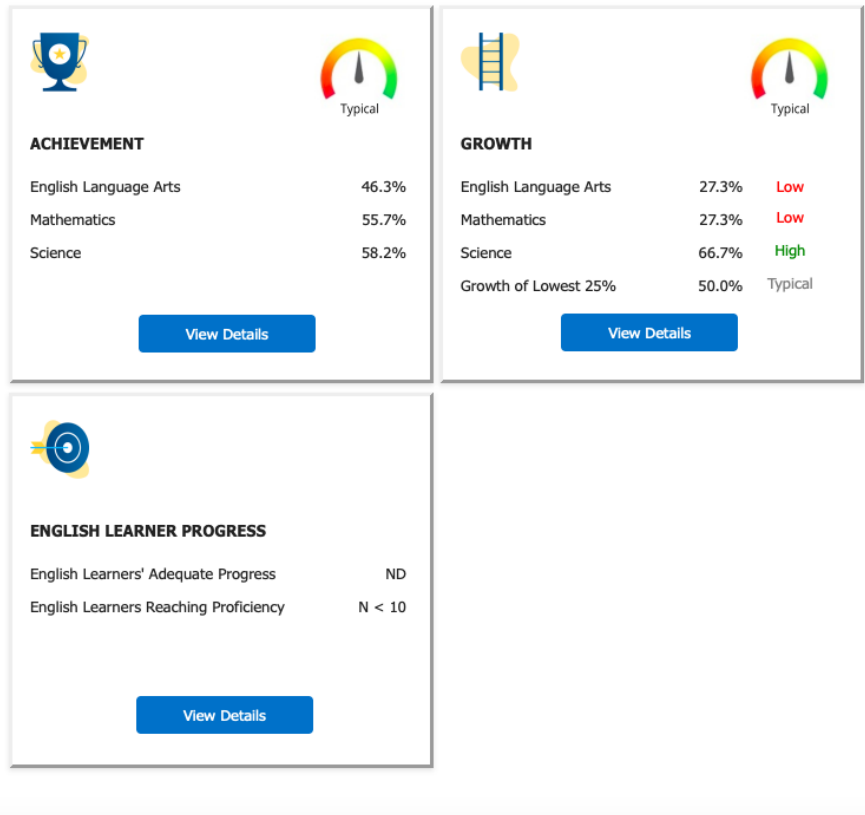 Typical
ACHIEVEMENT
English Language Arts 46.3%
Mathematics 55.7%
Science 58.2%
View Details
Typical
GROWTH
English Language Arts 27.3% Low
Mathematics 27.3% Low
Science 66.7% High
Growth of Lowest 25% 50.0% Typical
View Details
ENGLISH LEARNER PROGRESS
English Learners' Adequate Progress ND
English Learners Reaching Proficiency N < 10
View Details